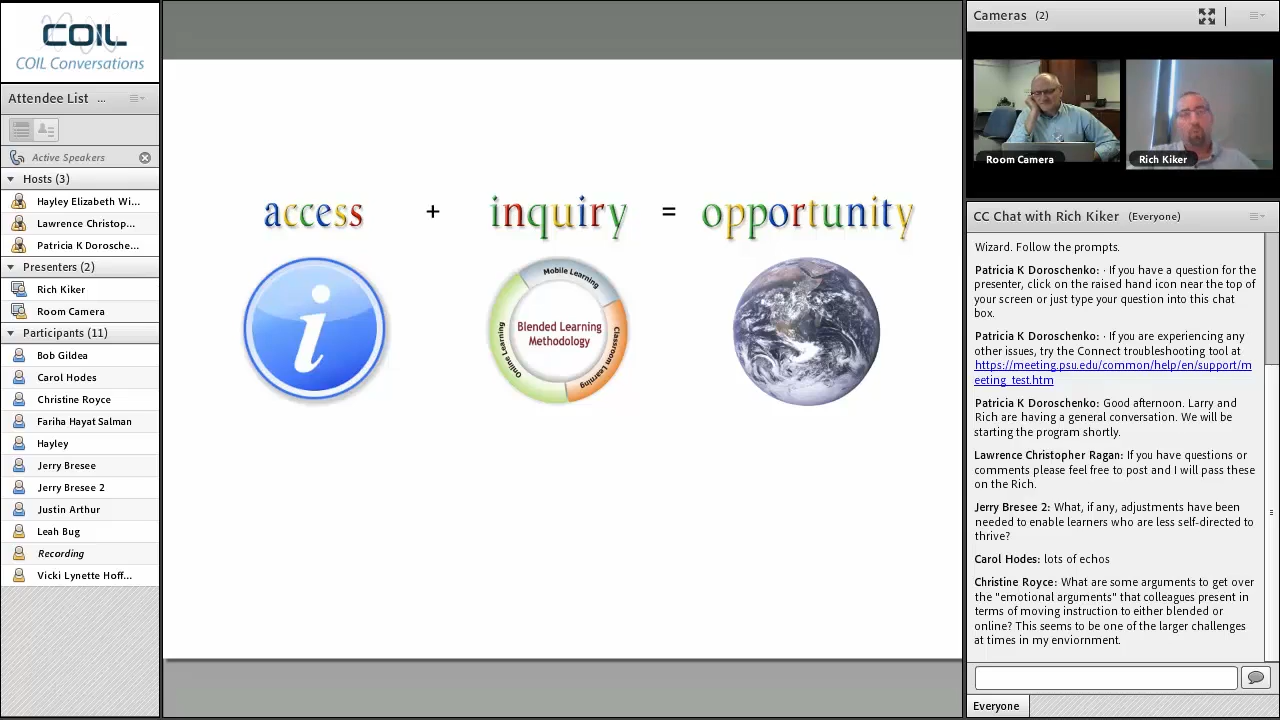 COIL
COIL Conversations
Attendee List ...
Active Speakers
Hosts (3)
Hayley Elizabeth Wi...
Lawrence Christop...
Patricia K Dorosche...
Presenters (2)
Rich Kiker
Room Camera
Participants (11)
Bob Gildea
Carol Hodes
Christine Royce
Fariha Hayat Salman
Hayley
Jerry Bresee
Jerry Bresee 2
Justin Arthur
Leah Bug
Recording
Vicki Lynette Hoff...
access + inquiry = opportunity
i
Mobile Learning
Blended Learning
Methodology
Online Learning
Classroom Learning
Cameras (2)
Room Camera
Rich Kiker
CC Chat with Rich Kiker (Everyone)
Wizard. Follow the prompts.
Patricia K Doroschenko: · If you have a question for the
presenter, click on the raised hand icon near the top of
your screen or just type your question into this chat
box.
Patricia K Doroschenko: · If you are experiencing any
other issues, try the Connect troubleshooting tool at
https://meeting.psu.edu/common/help/en/support/m
eeting_test.htm
Patricia K Doroschenko: Good afternoon. Larry and
Rich are having a general conversation. We will be
starting the program shortly.
Lawrence Christopher Ragan: If you have questions or
comments please feel free to post and I will pass these
on the Rich.
Jerry Bresee 2: What, if any, adjustments have been
needed to enable learners who are less self-directed to
thrive?
Carol Hodes: lots of echos
Christine Royce: What are some arguments to get over
the "emotional arguments" that colleagues present in
terms of moving instruction to either blended or
online? This seems to be one of the larger challenges
at times in my enviornment.
Everyone